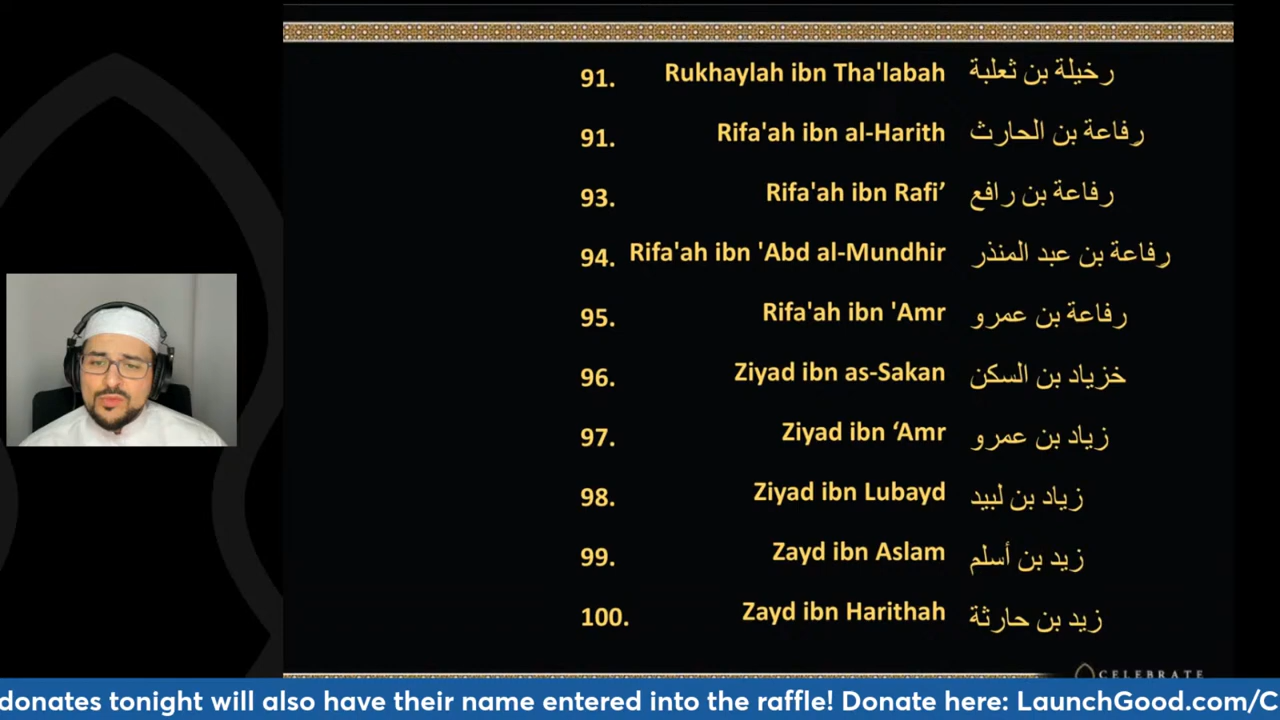 91. Rukhaylah ibn Tha'labah رخيلة بن ثعلبة
91. Rifa'ah ibn al-Harith رفاعة بن الحارث
93. Rifa'ah ibn Rafi’ رفاعة بن رافع
94. Rifa'ah ibn 'Abd al-Mundhir رفاعة بن عبد المنذر
95. Rifa'ah ibn 'Amr رفاعة بن عمرو
96. Ziyad ibn as-Sakan خزياد بن السكن
97. Ziyad ibn ‘Amr زياد بن عمرو
98. Ziyad ibn Lubayd زياد بن لبيد
99. Zayd ibn Aslam زيد بن أسلم
100. Zayd ibn Harithah زيد بن حارثة
CELEBRATE
donates tonight will also have their name entered into the raffle! Donate here: LaunchGood.com/C